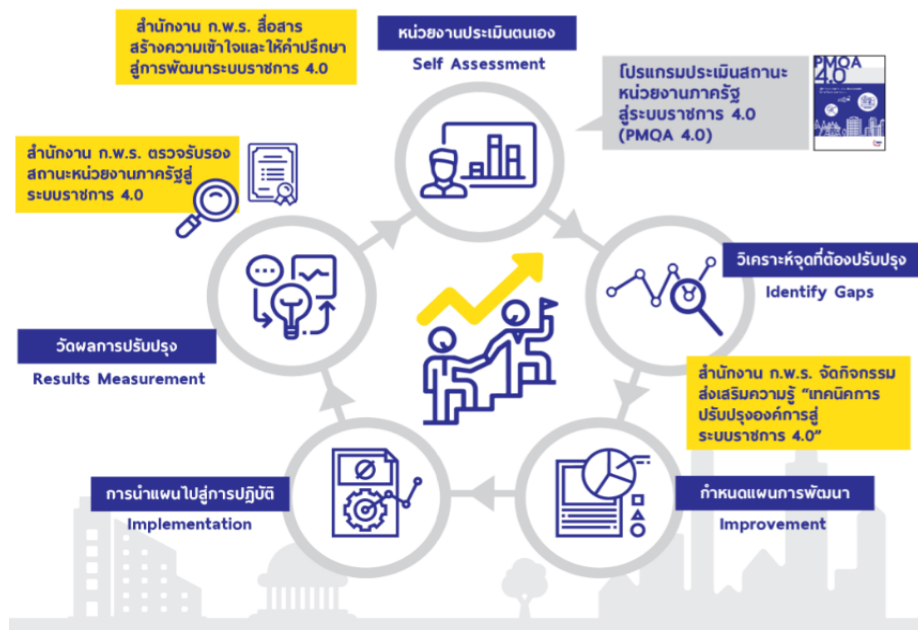 สำนักงาน ก.พ.ร. สื่อสาร
สร้างความเข้าใจและให้คำปรึกษา
สู่การพัฒนาระบบราชการ 4.0
หน่วยงานประเมินตนเอง
Self Assessment
โปรแกรมประเมินสถานะ
หน่วยงานภาครัฐ
สู่ระบบราชการ 4.0
(PMQA 4.0)
PMQA
4.0
สำนักงาน ก.พ.ร. ตรวจรับรอง
สถานะหน่วยงานภาครัฐสู่
ระบบราชการ 4.0
วิเคราะห์จุดที่ต้องปรับปรุง
Identify Gaps
วัดผลการปรับปรุง
Results Measurement
สำนักงาน ก.พ.ร. จัดกิจกรรม
ส่งเสริมความรู้ “เทคนิคการ
ปรับปรุงองค์การสู่
ระบบราชการ 4.0”
การนำแผนไปสู่การปฏิบัติ
Implementation
กำหนดแผนการพัฒนา
Improvement